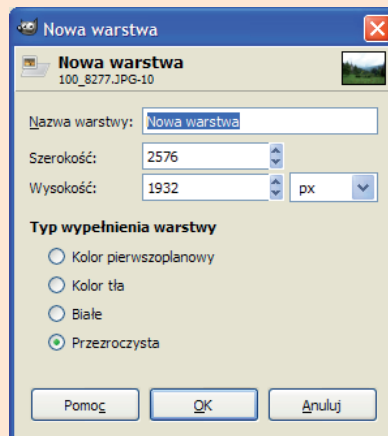 Nowa warstwa
Nowa warstwa
100_8277.JPG-10
Nazwa warstwy: Nowa warstwa
Szerokość: 2576
Wysokość: 1932 px
Typ wypełnienia warstwy
Kolor pierwszoplanowy
Kolor tła
Białe
Przezroczysta
Pomoc OK Anuluj